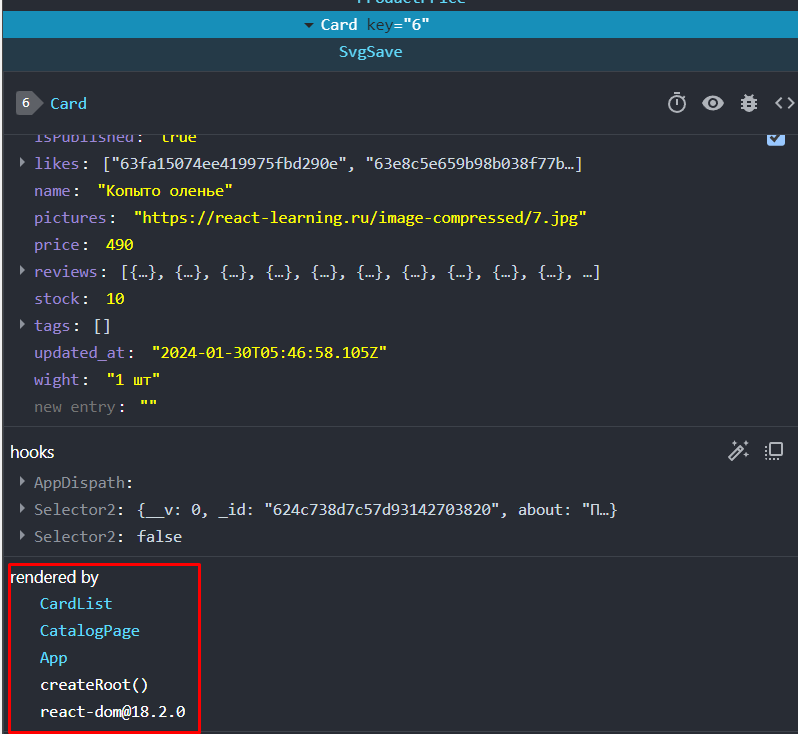 ProductPrice
Card key="6"
SvgSave
6 Card
isPublished: true
likes: ["63fa15074ee419975fbd290e", "63e8c5e659b98b038f77b…]
name: "Копыто оленье"
pictures: "https://react-learning.ru/image-compressed/7.jpg"
price: 490
reviews: [{…}, {…}, {…}, {…}, {…}, {…}, {…}, {…}, {…}, {…}, …]
stock: 10
tags: []
updated_at: "2024-01-30T05:46:58.105Z"
wight: "1 шт"
new entry: ""
hooks
AppDispath:
Selector2: {__v: 0, _id: "624c738d7c57d93142703820", about: "П…}
Selector2: false
rendered by
CardList
CatalogPage
App
createRoot()
react-dom@18.2.0